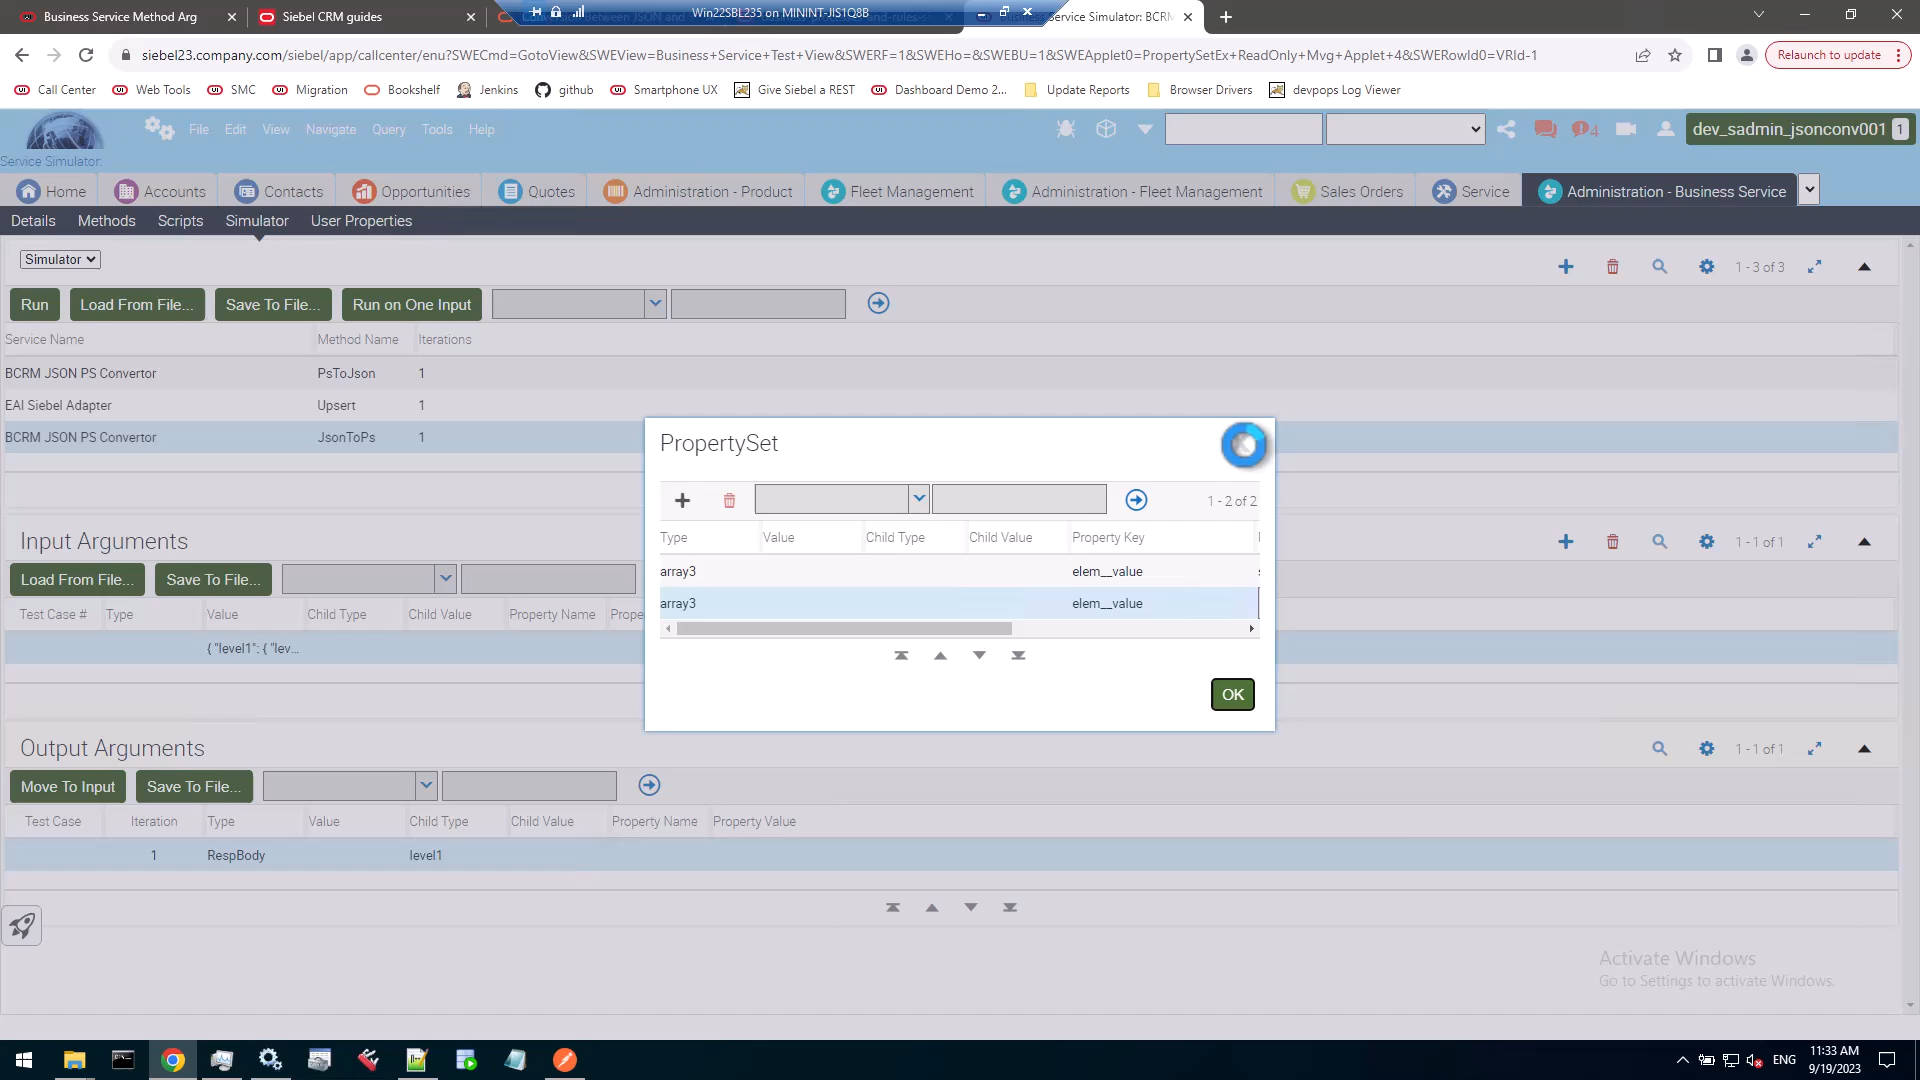 Business Service Method Arg
Siebel CRM guides
Win22SBL235 on MININT-JIS1Q8B
Business Service Simulator: BCRM
siebel23.company.com/siebel/app/callcenter/enu?SWECmd=GotoView&SWEView=Business+Service+Test+View&SWERF=1&SWEHo=&SWEBU=1&SWEApplet0=PropertySetEx+ReadOnly+Mvg+Applet+4&SWERowId0=VRId-1
Relaunch to update
Call Center
Web Tools
SMC
Migration
Bookshelf
Jenkins
github
Smartphone UX
Give Siebel a REST
Dashboard Demo 2...
Update Reports
Browser Drivers
devpops Log Viewer
File
Edit
View
Navigate
Query
Tools
Help
4
dev_sadmin_jsonconv001 1
Service Simulator:
Home
Accounts
Contacts
Opportunities
Quotes
Administration - Product
Fleet Management
Administration - Fleet Management
Sales Orders
Service
Administration - Business Service
Details
Methods
Scripts
Simulator
User Properties
Simulator
1 - 3 of 3
Run
Load From File...
Save To File...
Run on One Input
Service Name
Method Name
Iterations
BCRM JSON PS Convertor
PsToJson
1
EAI Siebel Adapter
Upsert
1
BCRM JSON PS Convertor
JsonToPs
1
PropertySet
1 - 2 of 2
Type
Value
Child Type
Child Value
Property Key
array3
elem__value
array3
elem__value
OK
Input Arguments
1 - 1 of 1
Load From File...
Save To File...
Test Case #
Type
Value
Child Type
Child Value
Property Name
Prope
{ "level1": { "lev...
Output Arguments
1 - 1 of 1
Move To Input
Save To File...
Test Case
Iteration
Type
Value
Child Type
Child Value
Property Name
Property Value
1
RespBody
level1
Activate Windows
Go to Settings to activate Windows.
ENG
11:33 AM
9/19/2023